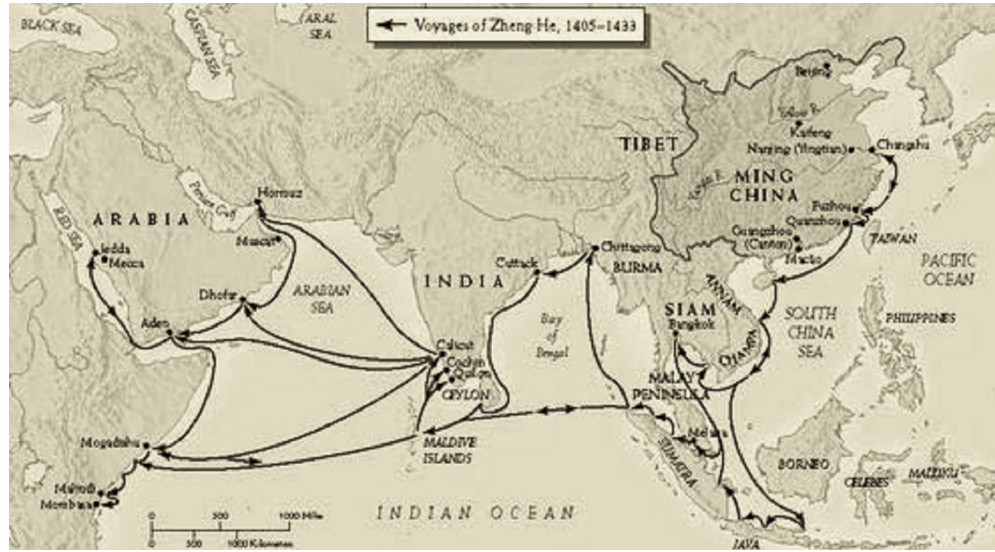 Voyages of Zheng He, 1405–1433
BLACK SEA
CASPIAN SEA
ARAL
SEA
Beijing
Yellow R.
Kaifeng
Nanjing (Yingtian)
Changshu
TIBET
MING
CHINA
Fuzhou
Quanzhou
Guangzhou
(Canton)
Macao
TAIWAN
PACIFIC
OCEAN
Hormuz
Persian Gulf
ARABIA
RED SEA
Jedda
Mecca
Muscat
Dhofar
ARABIAN
SEA
Aden
INDIA
Cuttack
Chittagong
BURMA
Bay
of
Bengal
ANNAM
SIAM
Bangkok
CHAMPA
SOUTH
CHINA
SEA
PHILIPPINES
Calicut
Cochin
Quilon
CEYLON
MALAY
PENINSULA
MALDIVE
ISLANDS
Mogadishu
Melaka
SUMATRA
BORNEO
CELEBES
MALUKU
Malindi
Mombasa
INDIAN OCEAN
JAVA
0 500 1000 Miles
0 500 1000 Kilometers